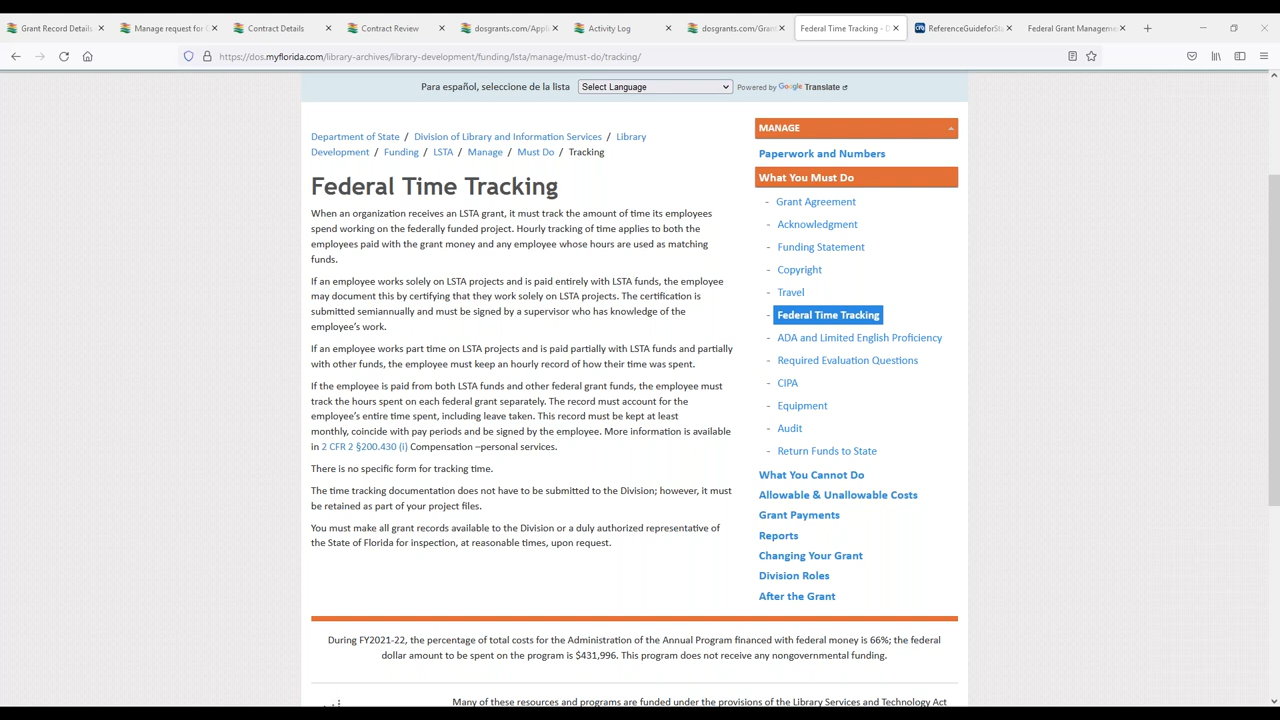 Grant Record Details
Manage request for G
Contract Details
Contract Review
dosgrants.com/Appli
Activity Log
dosgrants.com/Grant
Federal Time Tracking - D
ReferenceGuideforSta
Federal Grant Manageme
https://dos.myflorida.com/library-archives/library-development/funding/lsta/manage/must-do/tracking/
Para español, seleccione de la lista Select Language Powered by Google Translate
Department of State / Division of Library and Information Services / Library
Development / Funding / LSTA / Manage / Must Do / Tracking
Federal Time Tracking
When an organization receives an LSTA grant, it must track the amount of time its employees
spend working on the federally funded project. Hourly tracking of time applies to both the
employees paid with the grant money and any employee whose hours are used as matching
funds.
If an employee works solely on LSTA projects and is paid entirely with LSTA funds, the employee
may document this by certifying that they work solely on LSTA projects. The certification is
submitted semiannually and must be signed by a supervisor who has knowledge of the
employee's work.
If an employee works part time on LSTA projects and is paid partially with LSTA funds and partially
with other funds, the employee must keep an hourly record of how their time was spent.
If the employee is paid from both LSTA funds and other federal grant funds, the employee must
track the hours spent on each federal grant separately. The record must account for the
employee's entire time spent, including leave taken. This record must be kept at least
monthly, coincide with pay periods and be signed by the employee. More information is available
in 2 CFR 2 §200.430 (i) Compensation –personal services.
There is no specific form for tracking time.
The time tracking documentation does not have to be submitted to the Division; however, it must
be retained as part of your project files.
You must make all grant records available to the Division or a duly authorized representative of
the State of Florida for inspection, at reasonable times, upon request.
MANAGE
Paperwork and Numbers
What You Must Do
- Grant Agreement
- Acknowledgment
- Funding Statement
- Copyright
- Travel
- Federal Time Tracking
- ADA and Limited English Proficiency
- Required Evaluation Questions
- CIPA
- Equipment
- Audit
- Return Funds to State
What You Cannot Do
Allowable & Unallowable Costs
Grant Payments
Reports
Changing Your Grant
Division Roles
After the Grant
During FY2021-22, the percentage of total costs for the Administration of the Annual Program financed with federal money is 66%; the federal
dollar amount to be spent on the program is $431,996. This program does not receive any nongovernmental funding.
Many of these resources and programs are funded under the provisions of the Library Services and Technology Act